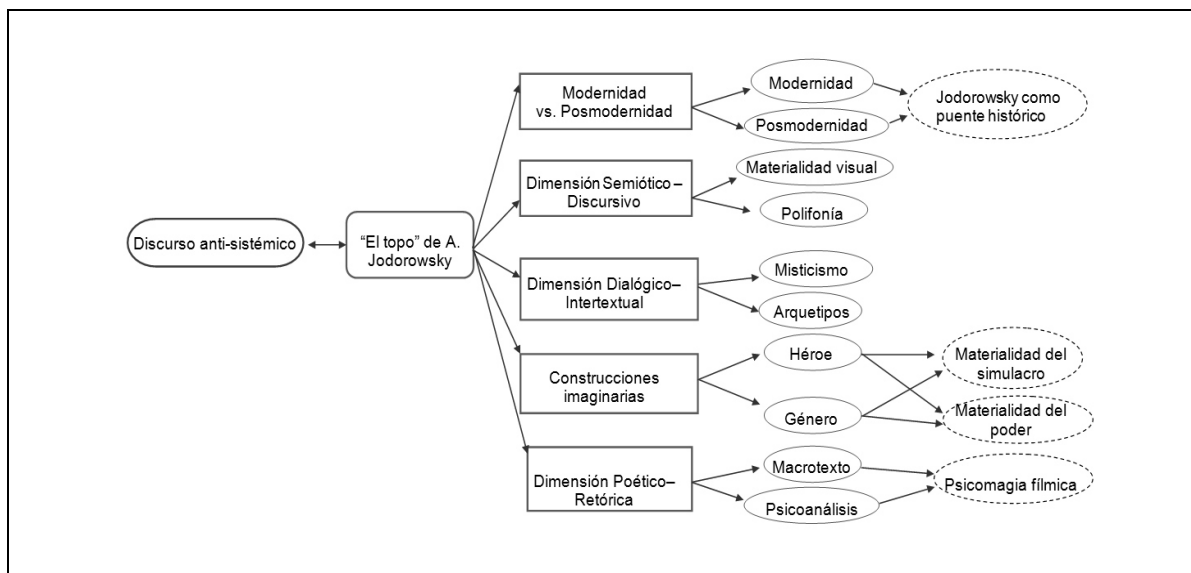 Discurso anti-sistémico
“El topo” de A.
Jodorowsky
Modernidad
vs. Posmodernidad
Modernidad
Posmodernidad
Jodorowsky como
puente histórico
Dimensión Semiótico –
Discursivo
Materialidad visual
Polifonía
Dimensión Dialógico–
Intertextual
Misticismo
Arquetipos
Construcciones
imaginarias
Héroe
Género
Materialidad del
simulacro
Materialidad del
poder
Dimensión Poético–
Retórica
Macrotexto
Psicoanálisis
Psicomagia fílmica